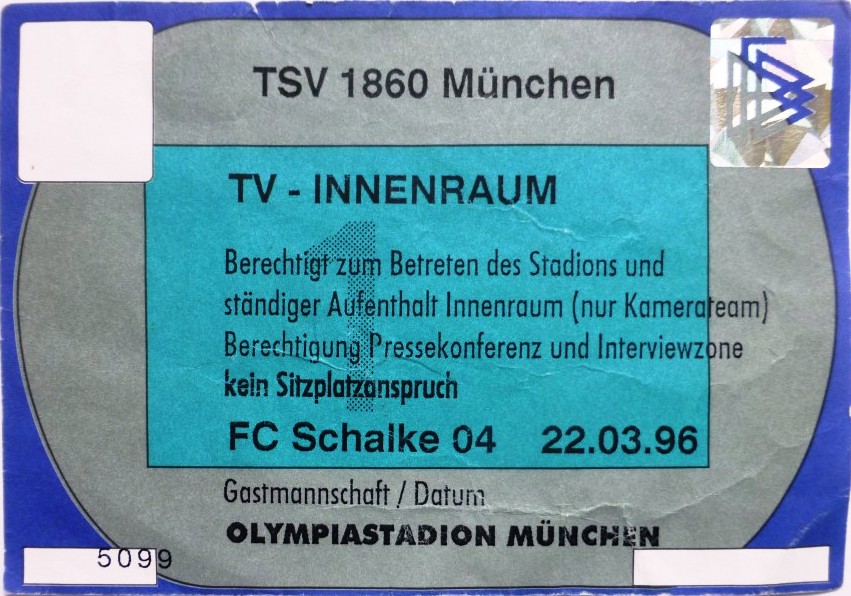 TSV 1860 München
TV - INNENRAUM
1
Berechtigt zum Betreten des Stadions und
ständiger Aufenthalt Innenraum (nur Kamerateam)
Berechtigung Pressekonferenz und Interviewzone
kein Sitzplatzanspruch
FC Schalke 04 22.03.96
Gastmannschaft / Datum
OLYMPIASTADION MÜNCHEN
5099